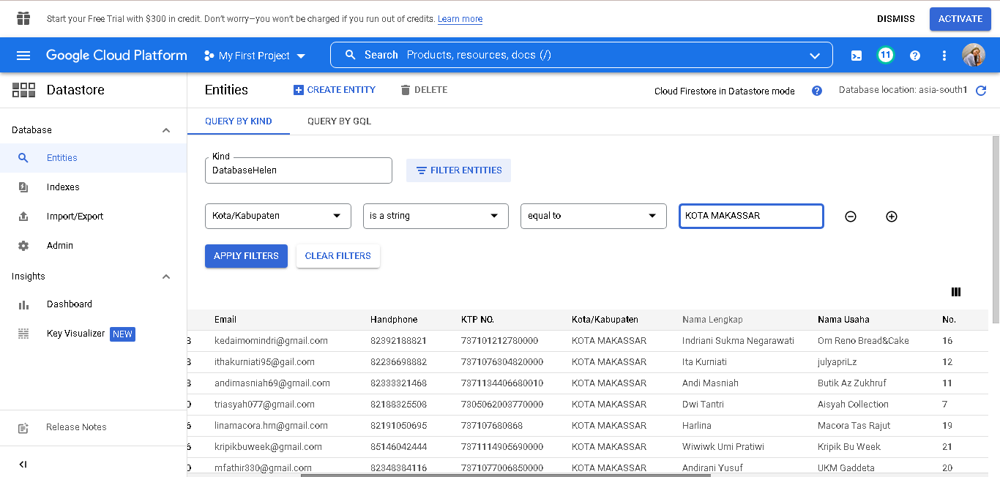 Start your Free Trial with $300 in credit. Don't worry—you won't be charged if you run out of credits. Learn more DISMISS ACTIVATE
Google Cloud Platform My First Project Search Products, resources, docs (/) 11
Datastore Entities CREATE ENTITY DELETE Cloud Firestore in Datastore mode Database location: asia-south1
Database QUERY BY KIND QUERY BY GQL
Entities
Indexes
Import/Export
Admin
Insights
Dashboard
Key Visualizer NEW
Release Notes
Kind
DatabaseHelen FILTER ENTITIES
Kota/Kabupaten is a string equal to KOTA MAKASSAR
APPLY FILTERS CLEAR FILTERS
Email Handphone KTP NO. Kota/Kabupaten Nama Lengkap Nama Usaha No.
kedaimomindri@gmail.com 82392188821 737101212780000 KOTA MAKASSAR Indriani Sukma Negarawati Om Reno Bread&Cake 16
ithakurniati95@gail.com 82236698882 7371076304820000 KOTA MAKASSAR Ita Kurniati julyapriLz 12
andimasniah69@gmail.com 82333321468 7371134406680010 KOTA MAKASSAR Andi Masniah Butik Az Zukhruf 11
triasyah077@gmail.com 82188325508 7305062003770000 KOTA MAKASSAR Dwi Tantri Aisyah Collection 7
linamacora.hm@gmail.com 82191050695 737107680868 KOTA MAKASSAR Harlina Macora Tas Rajut 19
kripikbuweek@gmail.com 85146042444 7371114905690000 KOTA MAKASSAR Wiwiwk Umi Pratiwi Kripik Bu Week 21
mfathir330@gmail.com 82348384116 7371077006850000 KOTA MAKASSAR Andirani Yusuf UKM Gaddeta 20